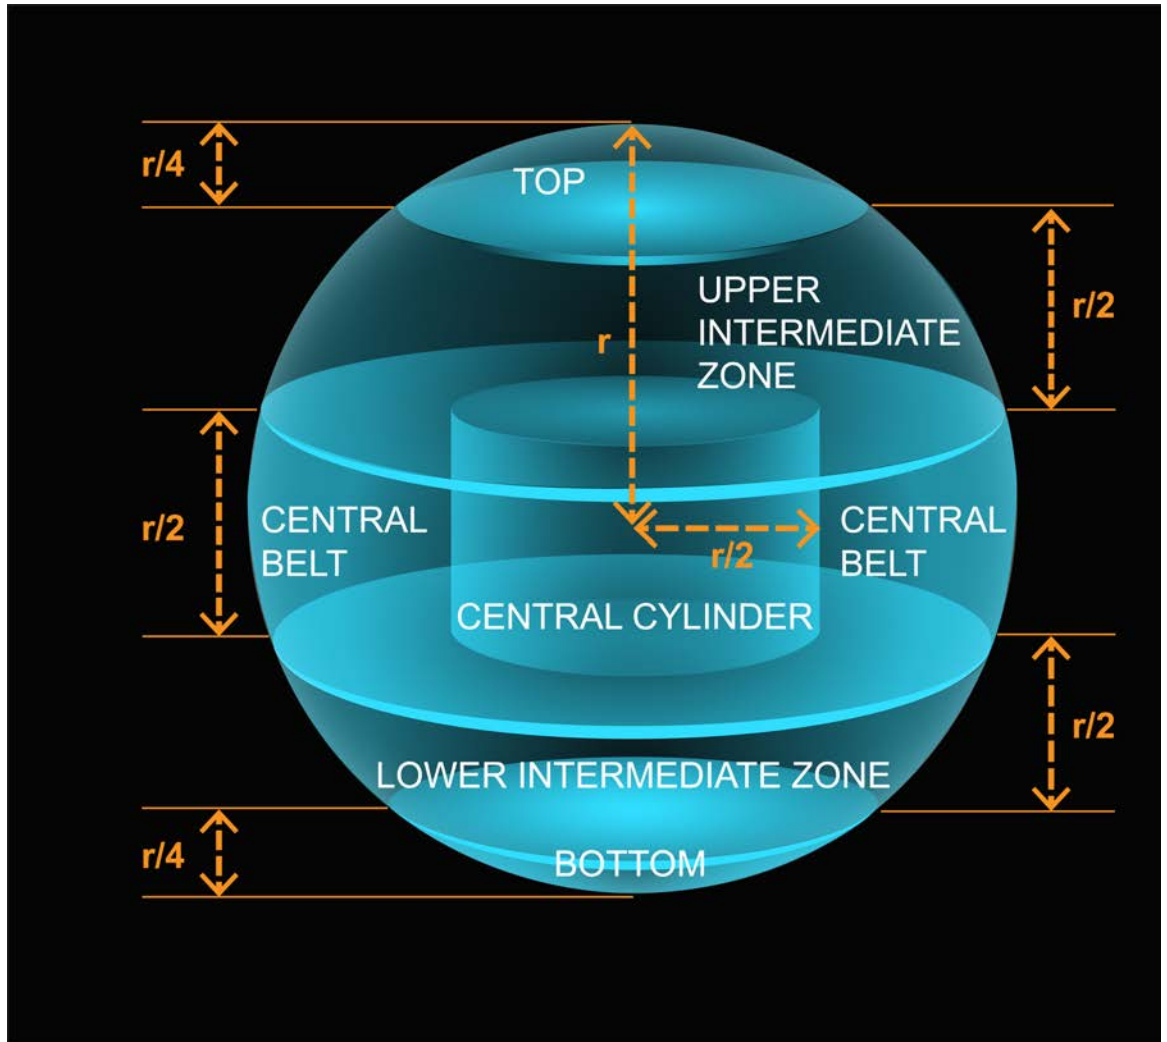 r/4
TOP
UPPER
INTERMEDIATE
ZONE
r/2
r
r/2
CENTRAL
BELT
CENTRAL
BELT
r/2
CENTRAL CYLINDER
r/2
LOWER INTERMEDIATE ZONE
r/4
BOTTOM